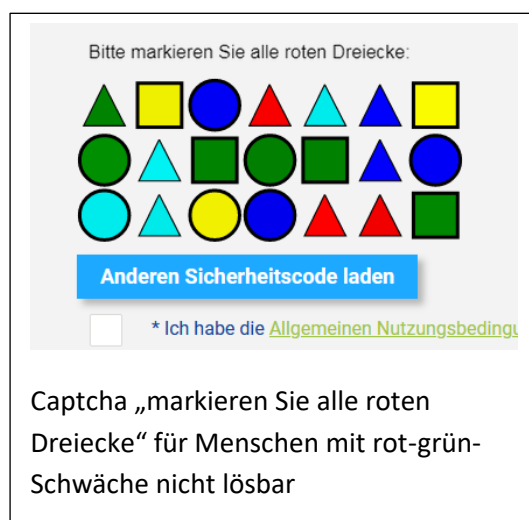 Bitte markieren Sie alle roten Dreiecke:
Anderen Sicherheitscode laden
* Ich habe die Allgemeinen Nutzungsbedingu
Captcha „markieren Sie alle roten
Dreiecke“ für Menschen mit rot-grün-
Schwäche nicht lösbar